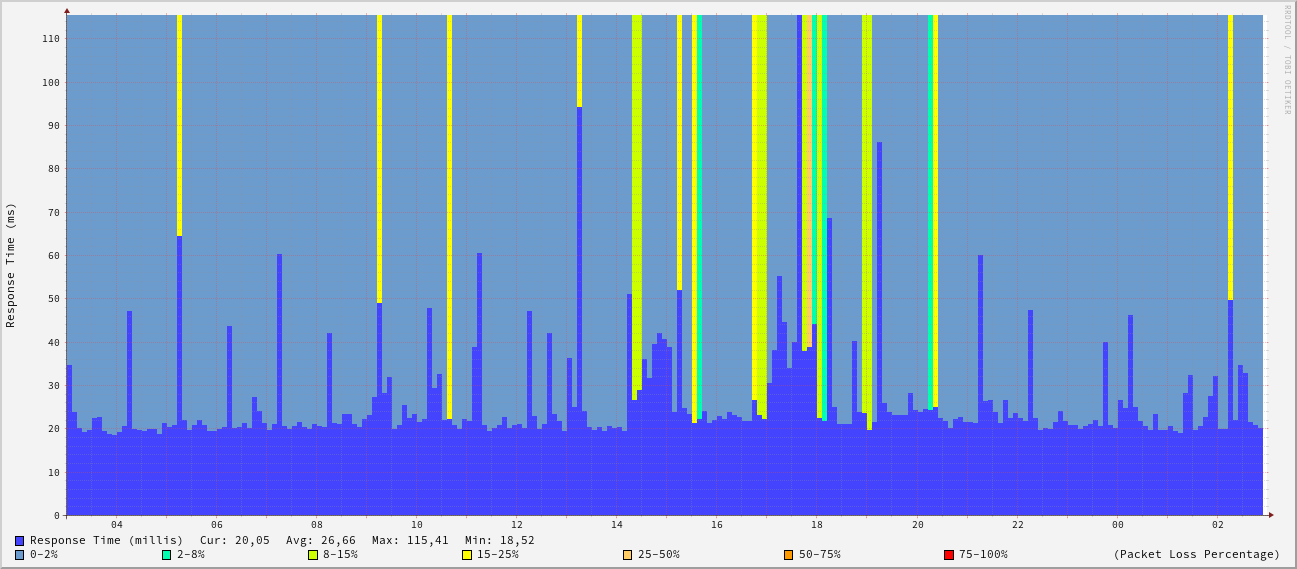 RRDTOOL / TOBI OETIKER
Response Time (ms)
110
100
90
80
70
60
50
40
30
20
10
0
04 06 08 10 12 14 16 18 20 22 00 02
Response Time (millis) Cur: 20,05 Avg: 26,66 Max: 115,41 Min: 18,52
0-2% 2-8% 8-15% 15-25% 25-50% 50-75% 75-100% (Packet Loss Percentage)